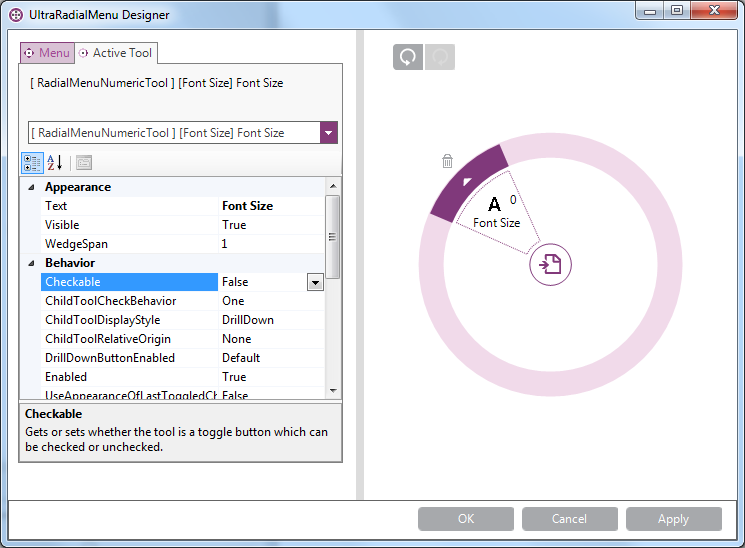 UltraRadialMenu Designer
Menu Active Tool
[ RadialMenuNumericTool ] [Font Size] Font Size
[ RadialMenuNumericTool ] [Font Size] Font Size
A Z
Appearance
Text Font Size
Visible True
WedgeSpan 1
Behavior
Checkable False
ChildToolCheckBehavior One
ChildToolDisplayStyle DrillDown
ChildToolRelativeOrigin None
DrillDownButtonEnabled Default
Enabled True
UseAppearanceOfLastToggledCh False
Checkable
Gets or sets whether the tool is a toggle button which can
be checked or unchecked.
A 0
Font Size
OK Cancel Apply